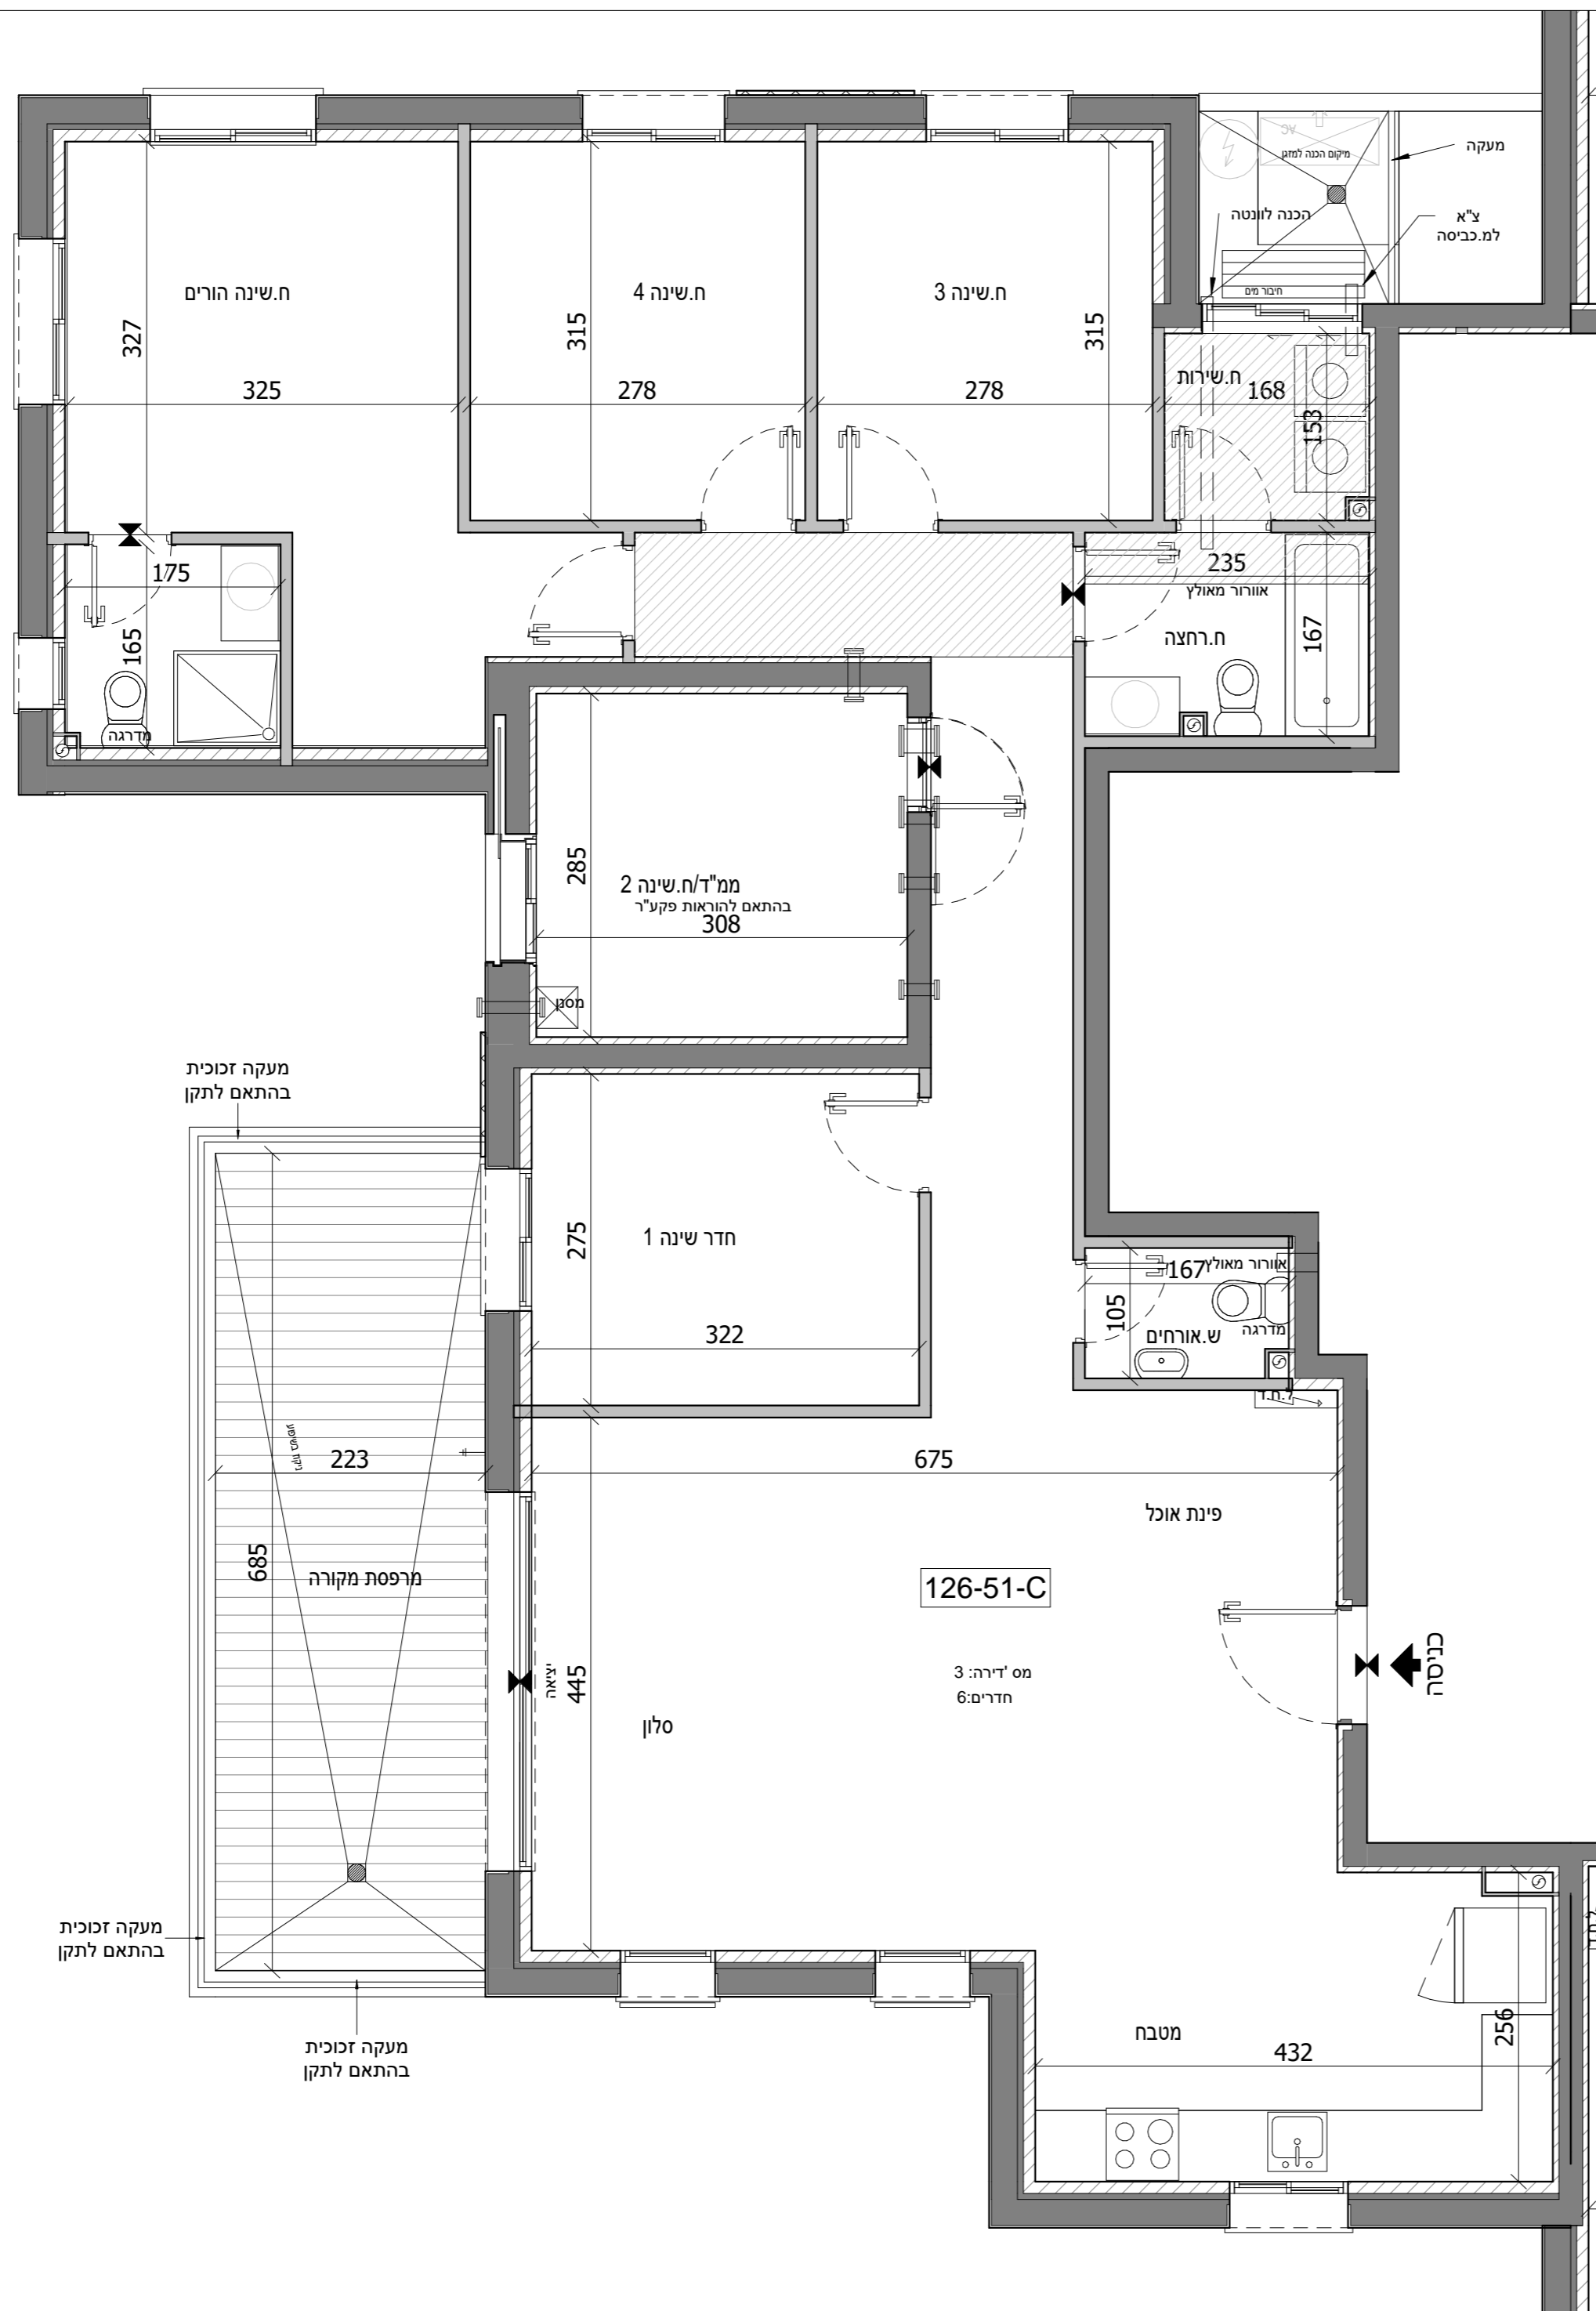 AC
מיקום הכנה למזגן
מעקה
הכנה לוונטה
צ"א
למ.כביסה
חיבור מים
ח.שינה הורים
327
325
ח.שינה 4
315
278
ח.שינה 3
315
278
ח.שירות
168
153
175
165
מדרגה
235
אוורור מאולץ
ח.רחצה
167
285
ממ"ד/ח.שינה 2
בהתאם להוראות פקע"ר
308
מסנן
מעקה זכוכית
בהתאם לתקן
275
חדר שינה 1
322
167
אוורור מאולץ
105
ש.אורחים
מדרגה
ל.ח.ד
223
675
פינת אוכל
685
מרפסת מקורה
126-51-C
יציאה
445
מס 'דירה: 3
חדרים:6
כניסה
סלון
מעקה זכוכית
בהתאם לתקן
מעקה זכוכית
בהתאם לתקן
מטבח
432
256